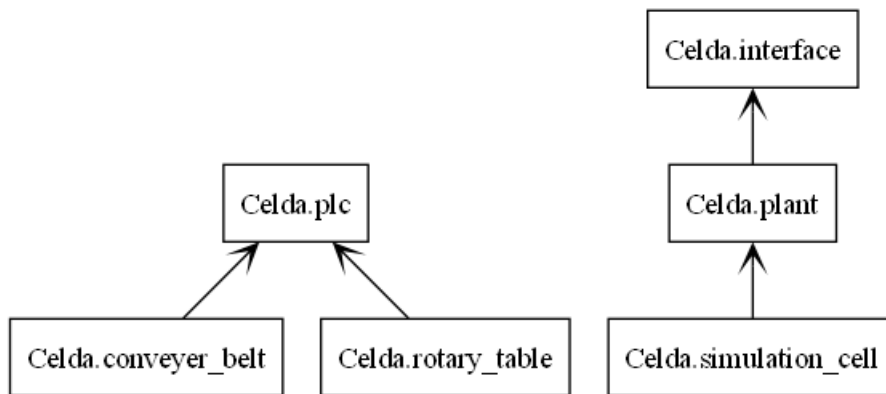 Celda.interface
Celda.plc
Celda.plant
Celda.conveyer_belt
Celda.rotary_table
Celda.simulation_cell